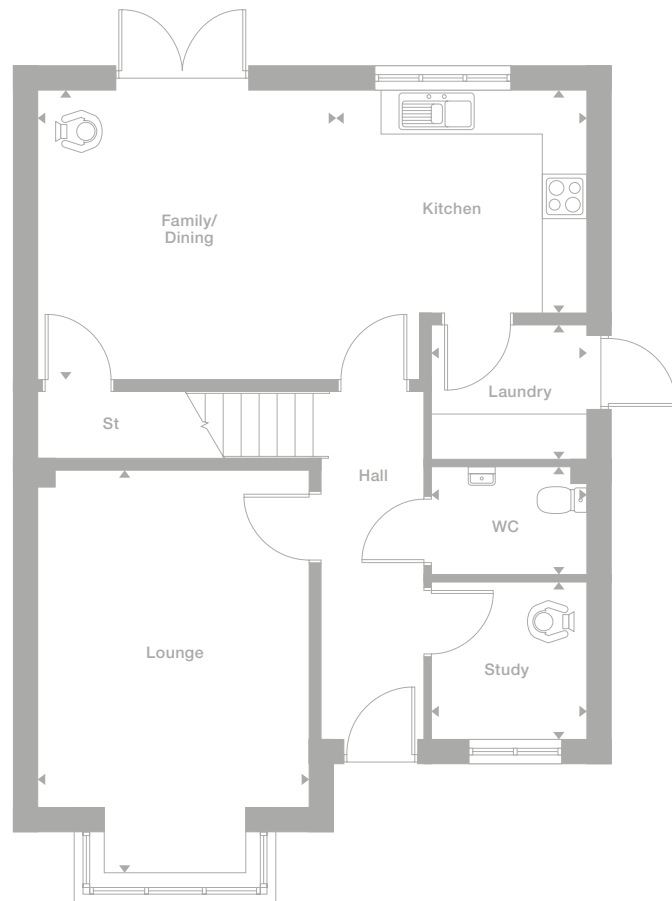 Family/
Dining
Kitchen
Laundry
St
Hall
WC
Lounge
Study